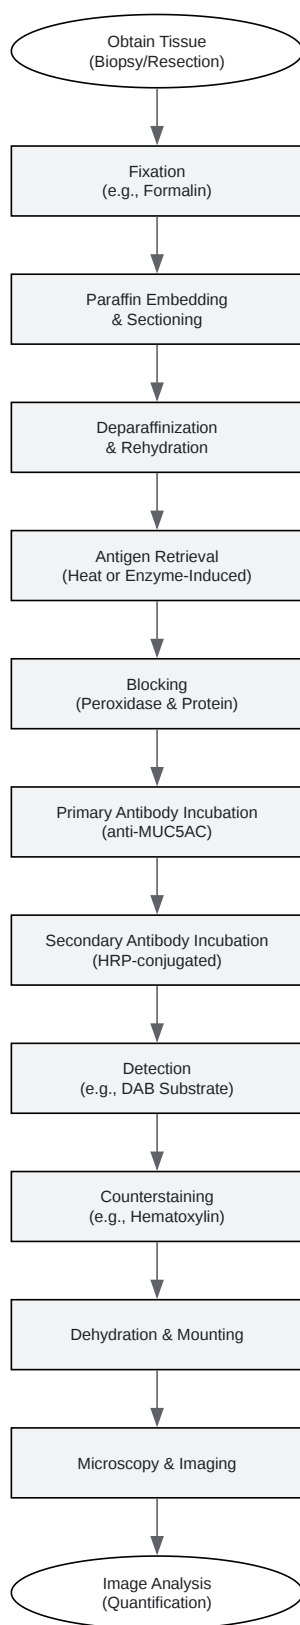 Obtain Tissue
(Biopsy/Resection)
Fixation
(e.g., Formalin)
Paraffin Embedding
& Sectioning
Deparaffinization
& Rehydration
Antigen Retrieval
(Heat or Enzyme-Induced)
Blocking
(Peroxidase & Protein)
Primary Antibody Incubation
(anti-MUC5AC)
Secondary Antibody Incubation
(HRP-conjugated)
Detection
(e.g., DAB Substrate)
Counterstaining
(e.g., Hematoxylin)
Dehydration & Mounting
Microscopy & Imaging
Image Analysis
(Quantification)